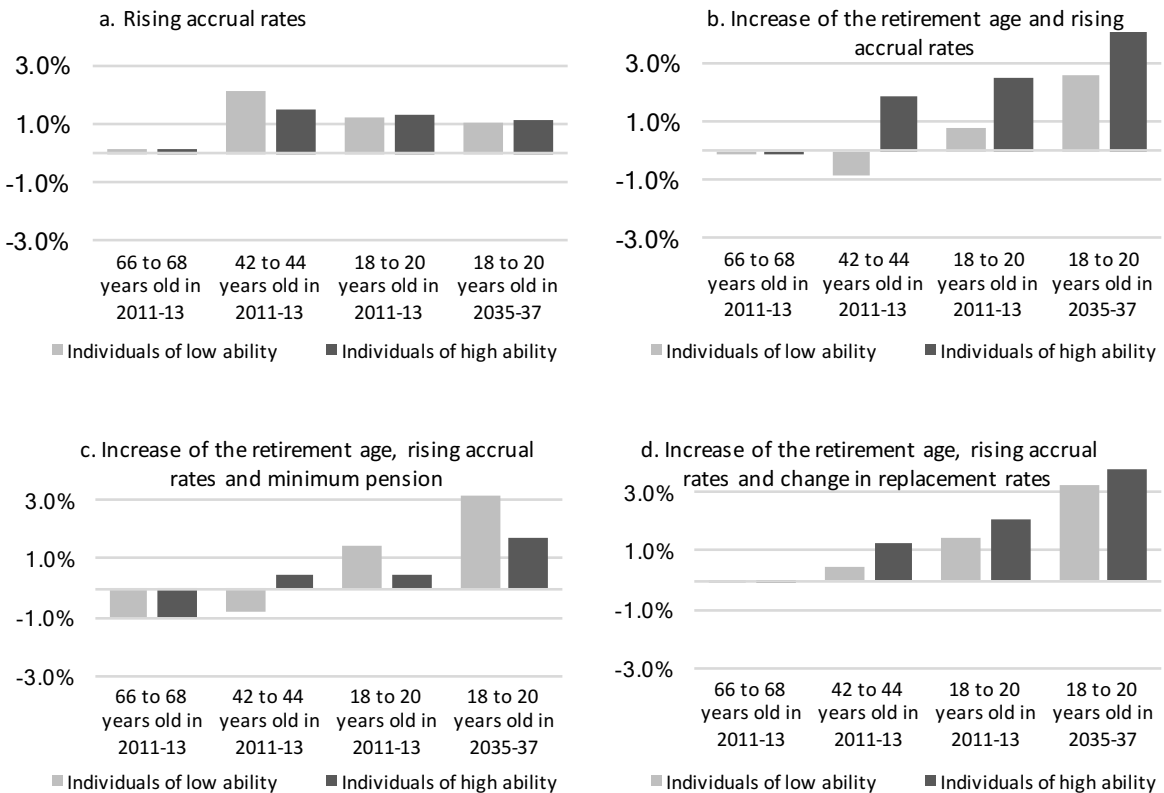 a. Rising accrual rates
3.0%
1.0%
-1.0%
-3.0%
66 to 68 42 to 44 18 to 20 18 to 20
years old in years old in years old in years old in
2011-13 2011-13 2011-13 2035-37
Individuals of low ability Individuals of high ability
b. Increase of the retirement age and rising
accrual rates
3.0%
1.0%
-1.0%
-3.0%
66 to 68 42 to 44 18 to 20 18 to 20
years old in years old in years old in years old in
2011-13 2011-13 2011-13 2035-37
Individuals of low ability Individuals of high ability
c. Increase of the retirement age, rising accrual
rates and minimum pension
3.0%
1.0%
-1.0%
-3.0%
66 to 68 42 to 44 18 to 20 18 to 20
years old in years old in years old in years old in
2011-13 2011-13 2011-13 2035-37
Individuals of low ability Individuals of high ability
d. Increase of the retirement age, rising accrual
rates and change in replacement rates
3.0%
1.0%
-1.0%
-3.0%
66 to 68 42 to 44 18 to 20 18 to 20
years old in years old in years old in years old in
2011-13 2011-13 2011-13 2035-37
Individuals of low ability Individuals of high ability